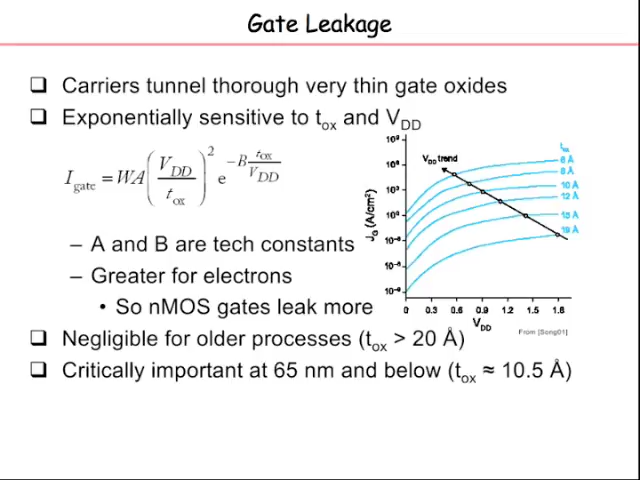 Gate Leakage
❑ Carriers tunnel thorough very thin gate oxides
❑ Exponentially sensitive to tox and VDD
Igate = WA(VDD/tox)^2 e^(-B tox/VDD)
– A and B are tech constants
– Greater for electrons
• So nMOS gates leak more
❑ Negligible for older processes (tox > 20 Å)
❑ Critically important at 65 nm and below (tox ≈ 10.5 Å)
tox
VDD trend
JG (A/cm²)
10 Å
12 Å
15 Å
19 Å
0 0.3 0.6 0.9 1.2 1.5 1.8
VDD
From [Song01]